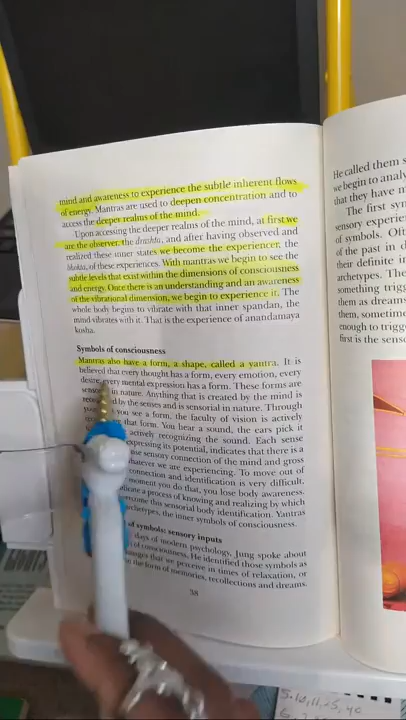 mind and awareness to experience the subtle inherent flows
of energy. Mantras are used to deepen concentration and to
access the deeper realms of the mind.
Upon accessing the deeper realms of the mind, at first we
are the observer, the drashta, and after having observed and
realized these inner states we become the experiencer, the
bhokta, of these experiences. With mantras we begin to see the
subtle levels that exist within the dimensions of consciousness
and energy. Once there is an understanding and an awareness
of the vibrational dimension, we begin to experience it. The
whole body begins to vibrate with that inner spandan, the
mind vibrates with it. That is the experience of anandamaya
kosha.
Symbols of consciousness
Mantras also have a form, a shape, called a yantra. It is
believed that every thought has a form, every emotion, every
desire, every mental expression has a form. These forms are
in nature. Anything that is created by the mind is
by the senses and is sensorial in nature. Through
you see a form, the faculty of vision is actively
that form. You hear a sound, the ears pick it
actively recognizing the sound. Each sense
expressing its potential, indicates that there is a
sensory connection of the mind and gross
whatever we are experiencing. To move out of
connection and identification is very difficult.
moment you do that, you lose body awareness.
a process of knowing and realizing by which
this sensorial body identification. Yantras
archetypes, the inner symbols of consciousness.
of symbols: sensory inputs
days of modern psychology, Jung spoke about
of consciousness. He identified those symbols as
that we perceive in times of relaxation, or
in the form of memories, recollections and dreams.
38
He called them s
we begin to analy
that they have m
The first syn
sensory experie
of symbols. Oft
of the past in d
their definite in
archetypes. The
something trigg
them as dreams
them, sometime
enough to trigge
first is the sens
5.10,11,25,40